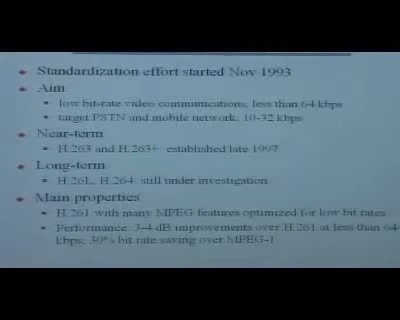 Standardization effort started Nov 1993
Aim
low bit-rate video communications, less than 64 kbps
target PSTN and mobile network: 10-32 kbps
Near-term
H.263 and H.263+ established late 1997
Long-term
H.26L, H.264 still under investigation
Main properties
H.261 with many MPEG features optimized for low bit rates
Performance: 3-4 dB improvements over H.261 at less than 64
kbps; 30% bit rate saving over MPEG-1